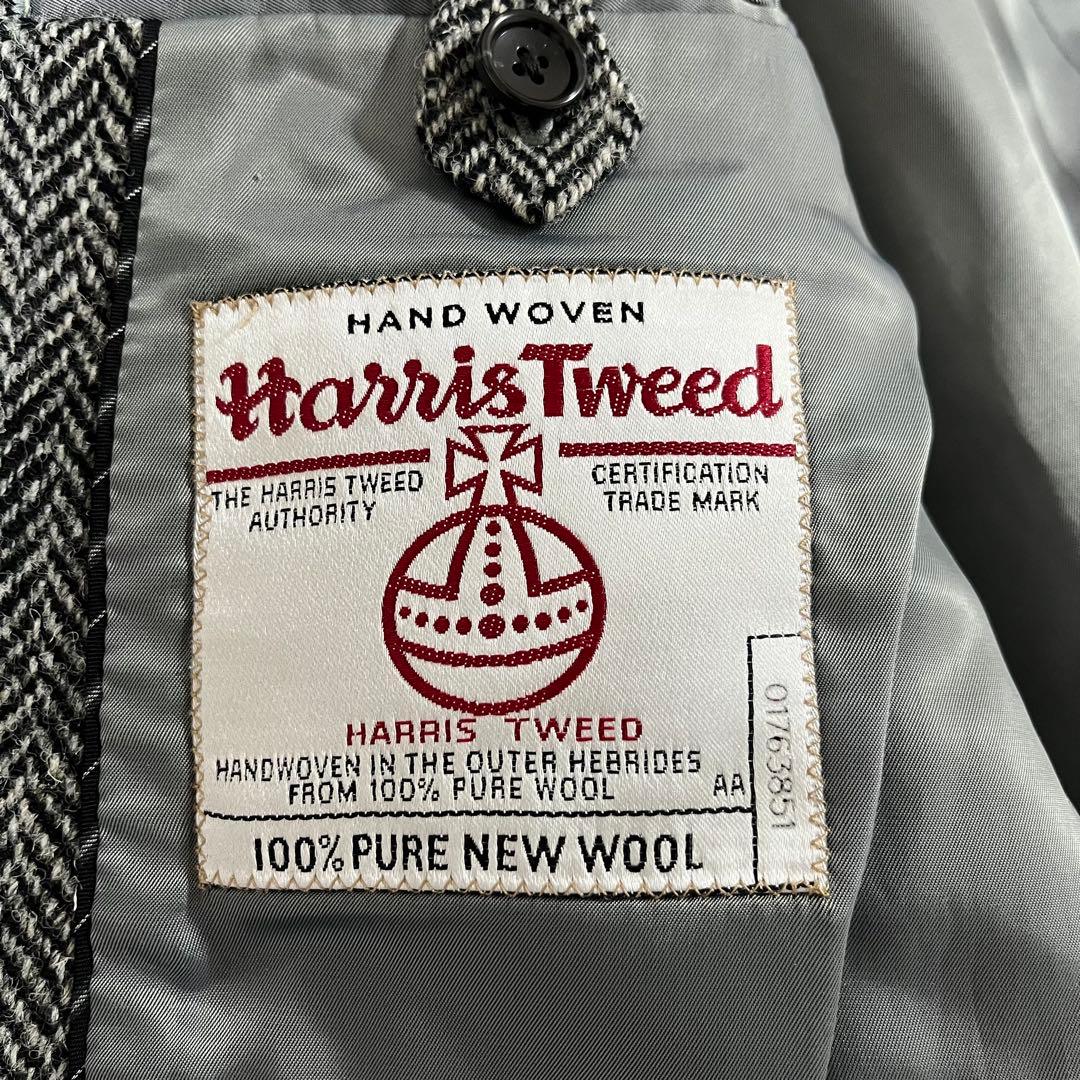 HAND WOVEN
Harris Tweed
THE HARRIS TWEED
AUTHORITY
CERTIFICATION
TRADE MARK
HARRIS TWEED
HANDWOVEN IN THE OUTER HEBRIDES
FROM 100% PURE WOOL
AA
017638851
100% PURE NEW WOOL